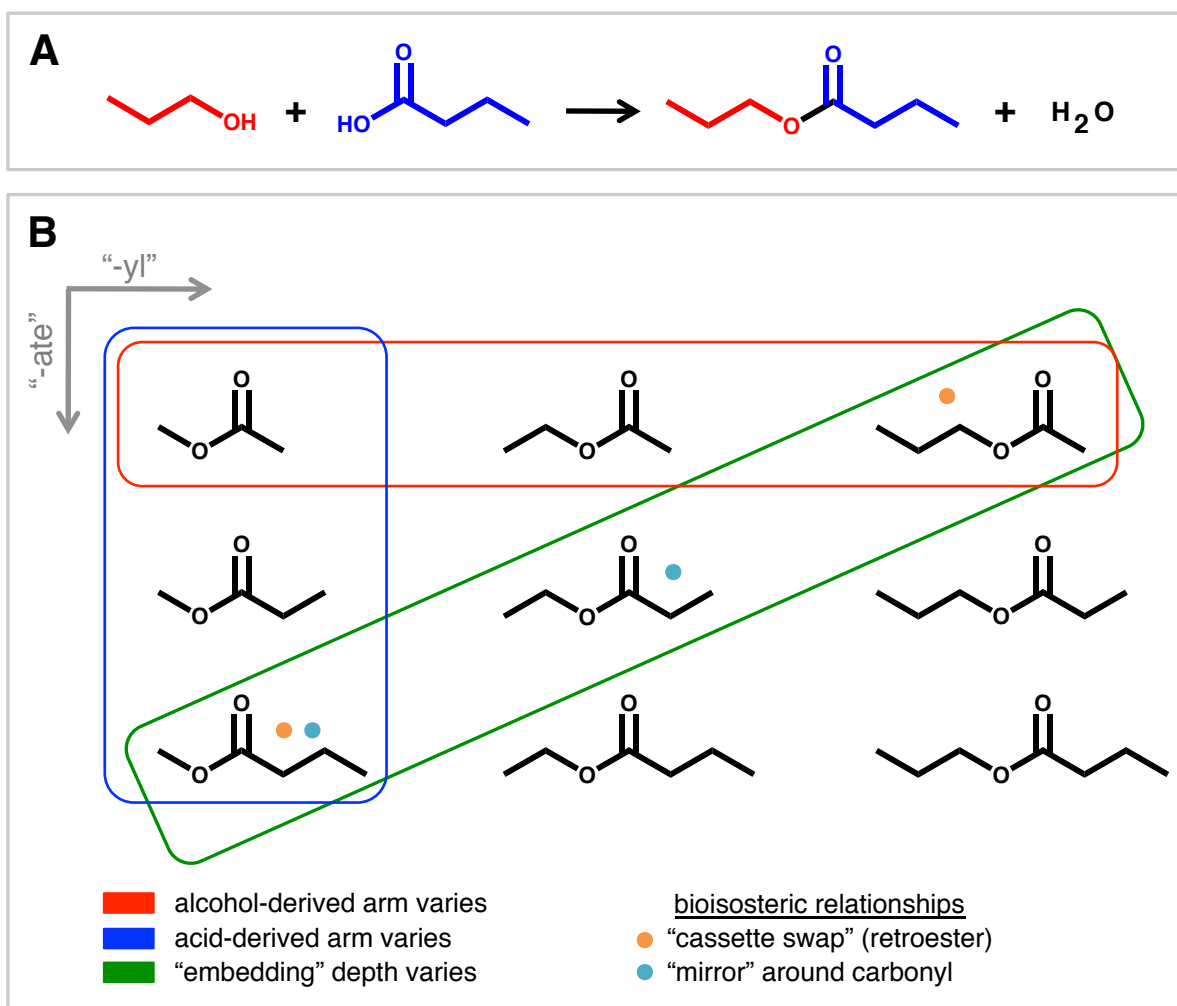 A
O
OH + HO → O O + H2O
B
“-yl”
“-ate”
O O O
O O O
O O O
O O O
O O O
O O O
alcohol-derived arm varies
bioisosteric relationships
acid-derived arm varies
“cassette swap” (retroester)
“embedding” depth varies
“mirror” around carbonyl